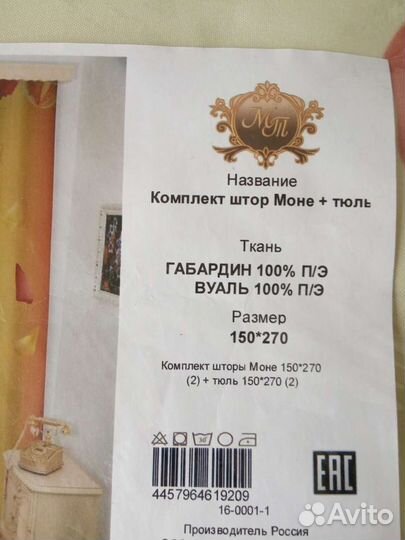 МТ
Название
Комплект штор Моне + тюль
Ткань
ГАБАРДИН 100% П/Э
ВУАЛЬ 100% П/Э
Размер
150*270
Комплект шторы Моне 150*270
(2) + тюль 150*270 (2)
30
4457964619209
16-0001-1
EAC
Производитель Россия
Avito